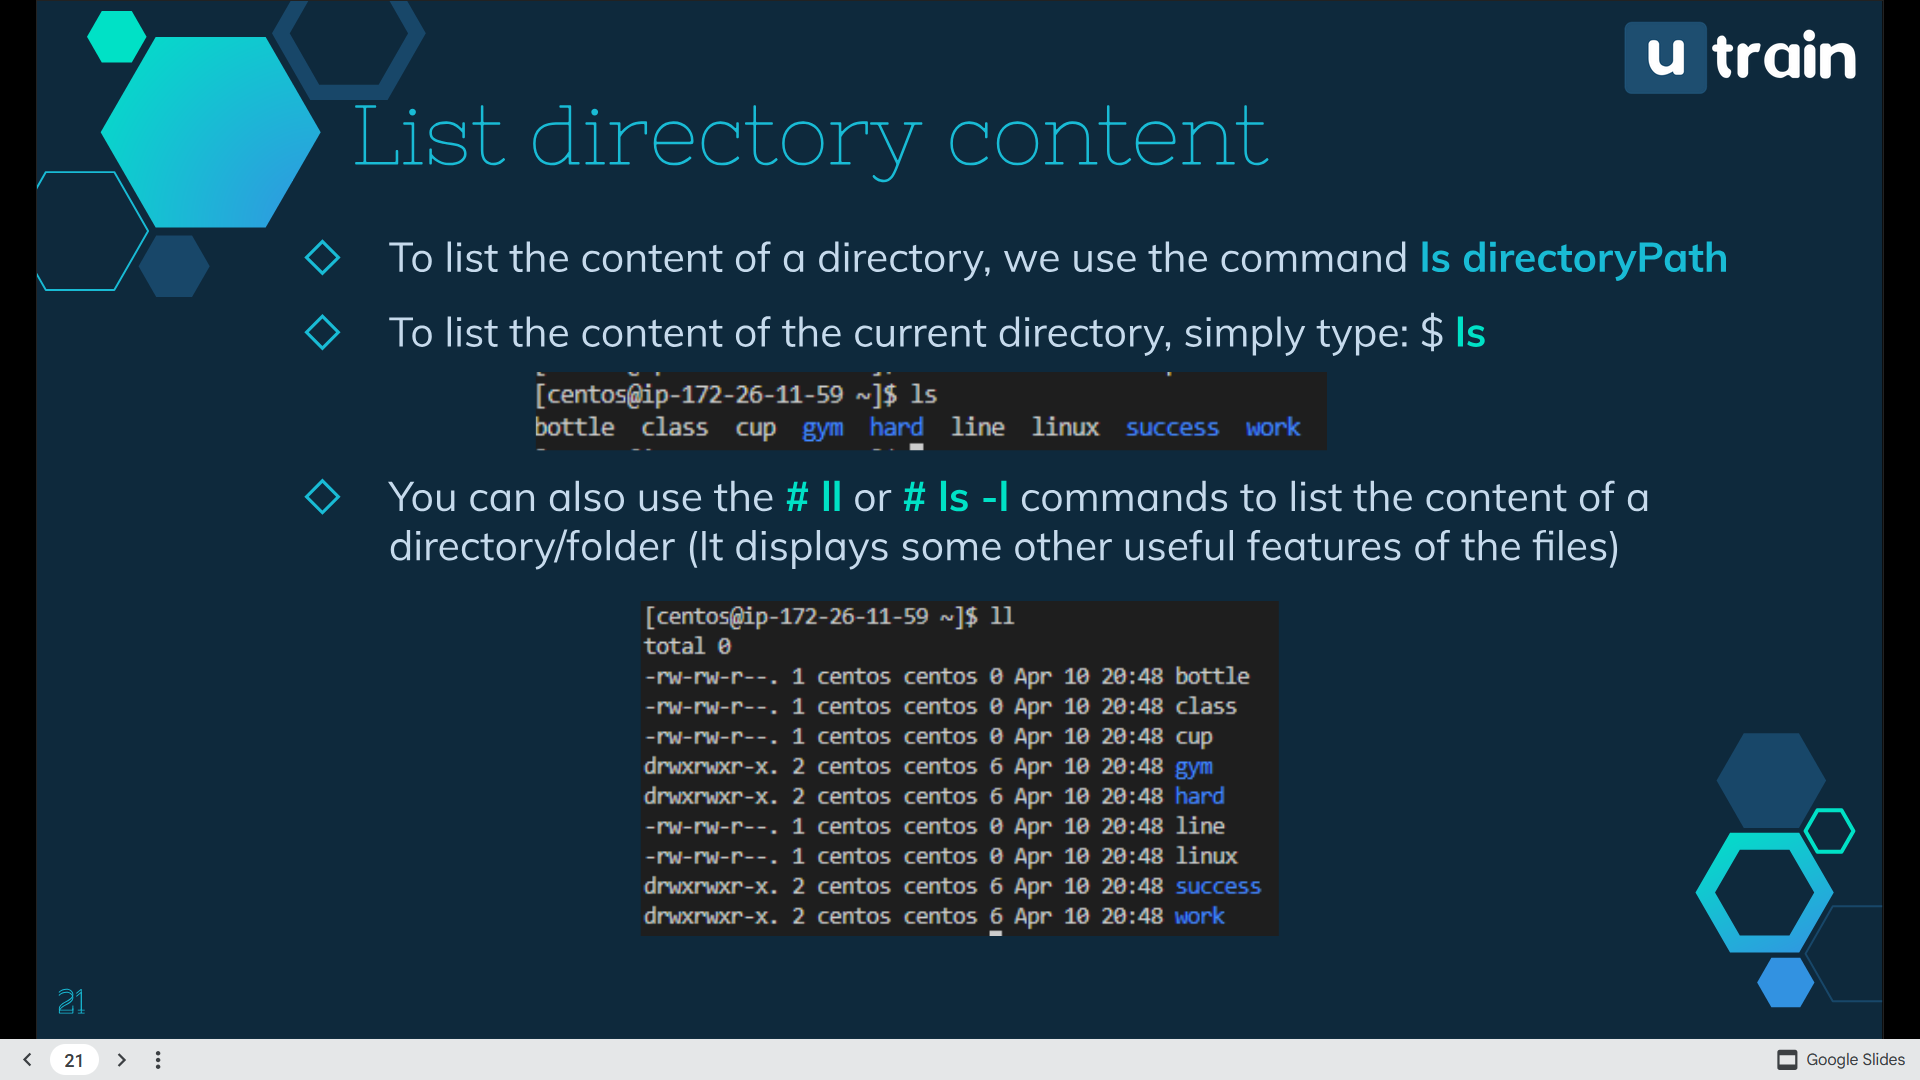 u train
List directory content
To list the content of a directory, we use the command ls directoryPath
To list the content of the current directory, simply type: $ ls
[centos@ip-172-26-11-59 ~]$ ls
bottle class cup gym hard line linux success work
You can also use the # ll or # ls -l commands to list the content of a
directory/folder (It displays some other useful features of the files)
[centos@ip-172-26-11-59 ~]$ ll
total 0
-rw-rw-r--. 1 centos centos 0 Apr 10 20:48 bottle
-rw-rw-r--. 1 centos centos 0 Apr 10 20:48 class
-rw-rw-r--. 1 centos centos 0 Apr 10 20:48 cup
drwxrwxr-x. 2 centos centos 6 Apr 10 20:48 gym
drwxrwxr-x. 2 centos centos 6 Apr 10 20:48 hard
-rw-rw-r--. 1 centos centos 0 Apr 10 20:48 line
-rw-rw-r--. 1 centos centos 0 Apr 10 20:48 linux
drwxrwxr-x. 2 centos centos 6 Apr 10 20:48 success
drwxrwxr-x. 2 centos centos 6 Apr 10 20:48 work
21
21
Google Slides